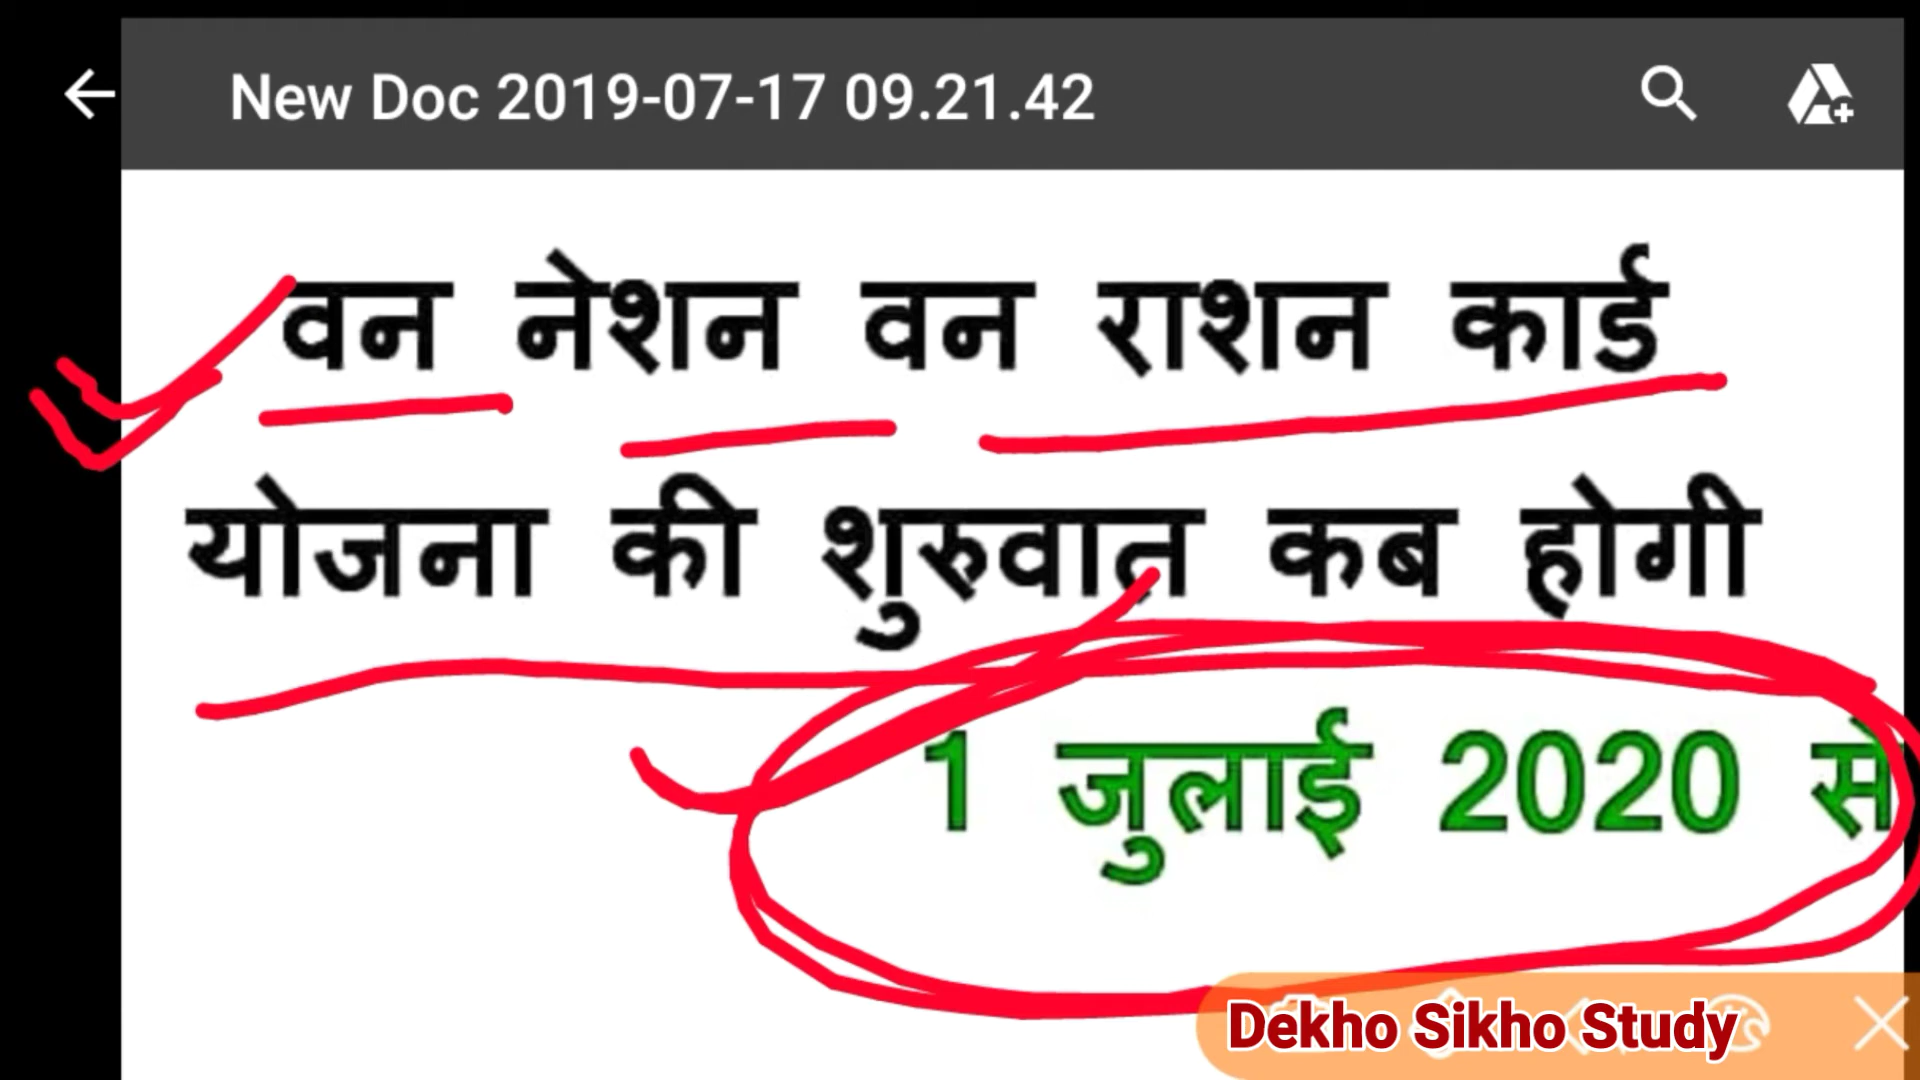 New Doc 2019-07-17 09.21.42
वन नेशन वन राशन कार्ड
योजना की शुरुवात कब होगी
1 जुलाई 2020 से
Dekho Sikho Study